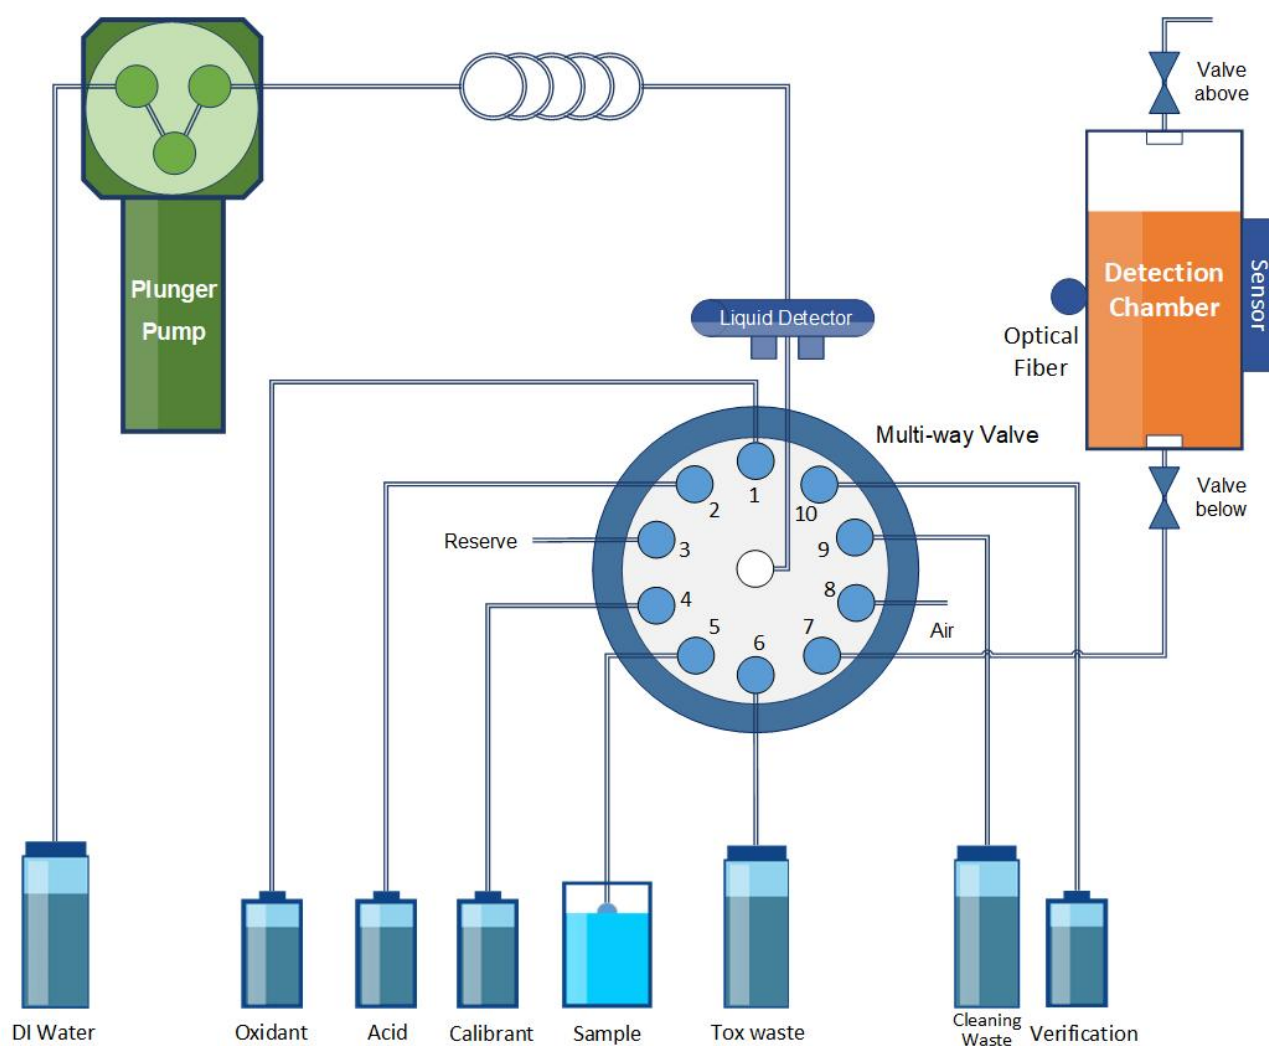 Valve
above
Plunger
Pump
Liquid Detector
Detection
Chamber
Sensor
Optical
Fiber
Multi-way Valve
Valve
below
1
2
10
3
9
Reserve
4
8
Air
5
6
7
DI Water
Oxidant
Acid
Calibrant
Sample
Tox waste
Cleaning
Waste
Verification